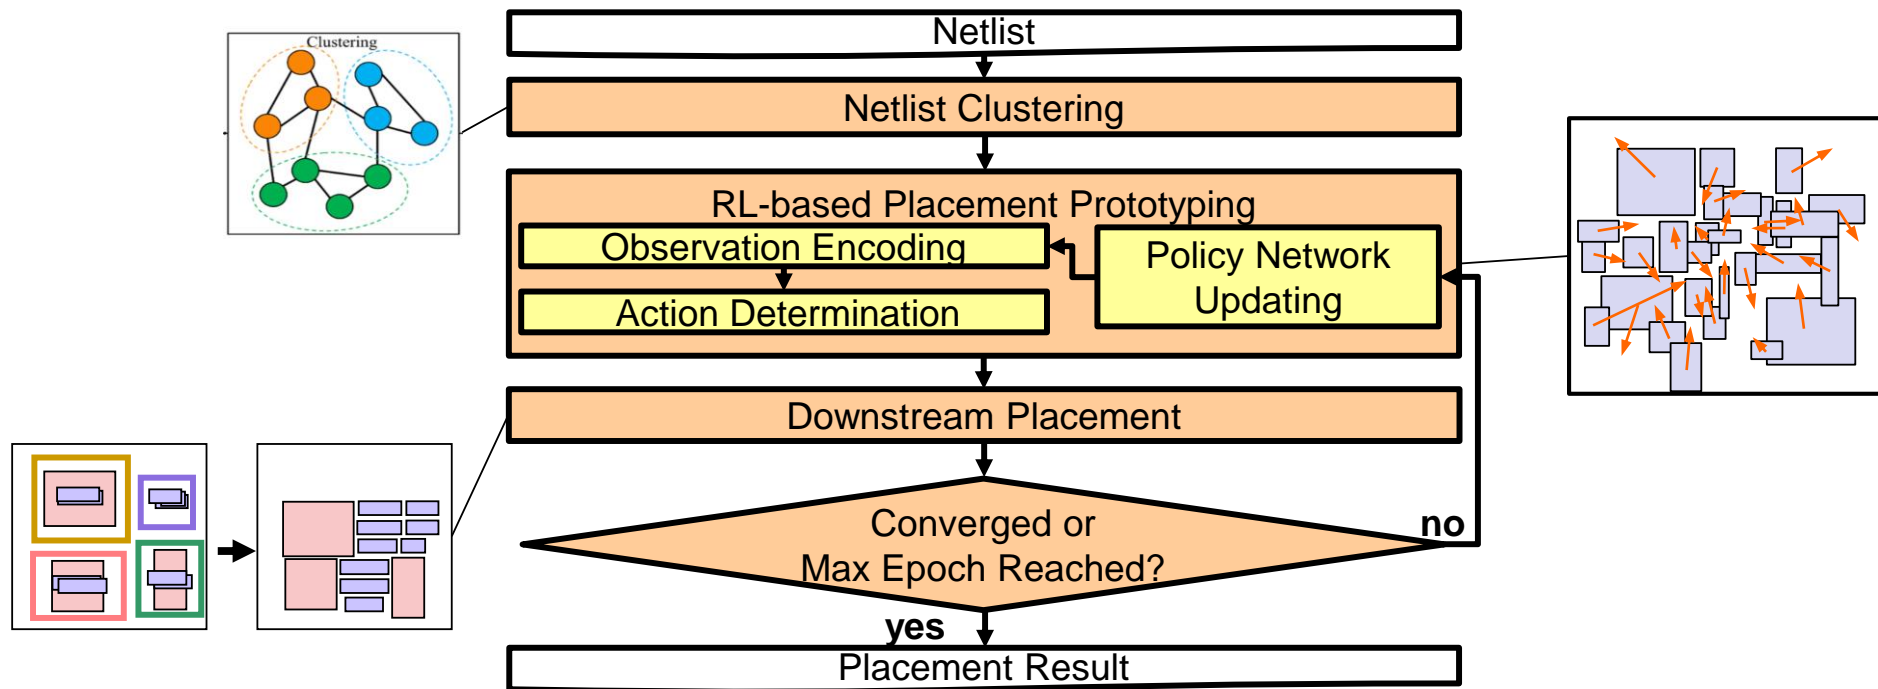 Netlist
Clustering
Netlist Clustering
RL-based Placement Prototyping
Observation Encoding
Action Determination
Policy Network
Updating
Downstream Placement
Converged or
Max Epoch Reached?
no
yes
Placement Result